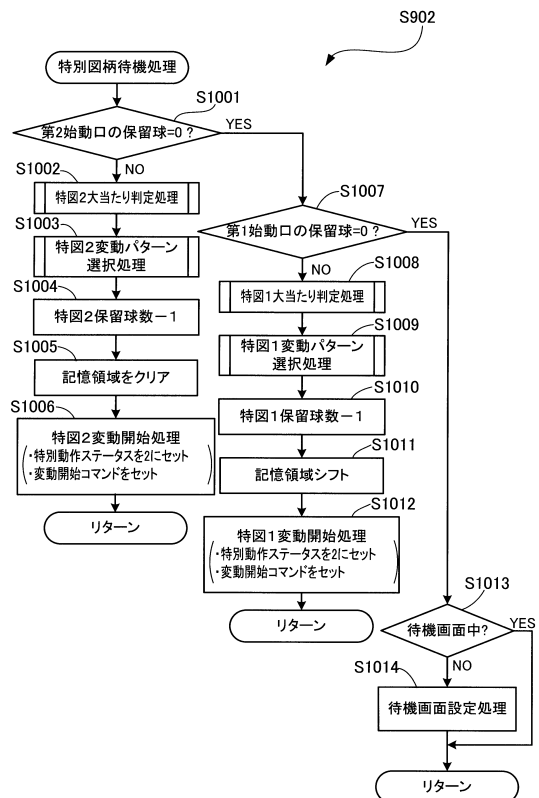 S902
特別図柄待機処理
S1001
第2始動口の保留球=0?
YES
NO
S1002
特図2大当たり判定処理
S1003
特図2変動パターン
選択処理
S1004
特図2保留球数-1
S1005
記憶領域をクリア
S1006
特図2変動開始処理
・特別動作ステータスを2にセット
・変動開始コマンドをセット
リターン
S1007
第1始動口の保留球=0?
YES
NO
S1008
特図1大当たり判定処理
S1009
特図1変動パターン
選択処理
S1010
特図1保留球数-1
S1011
記憶領域シフト
S1012
特図1変動開始処理
・特別動作ステータスを2にセット
・変動開始コマンドをセット
リターン
S1013
待機画面中?
YES
NO
S1014
待機画面設定処理
リターン